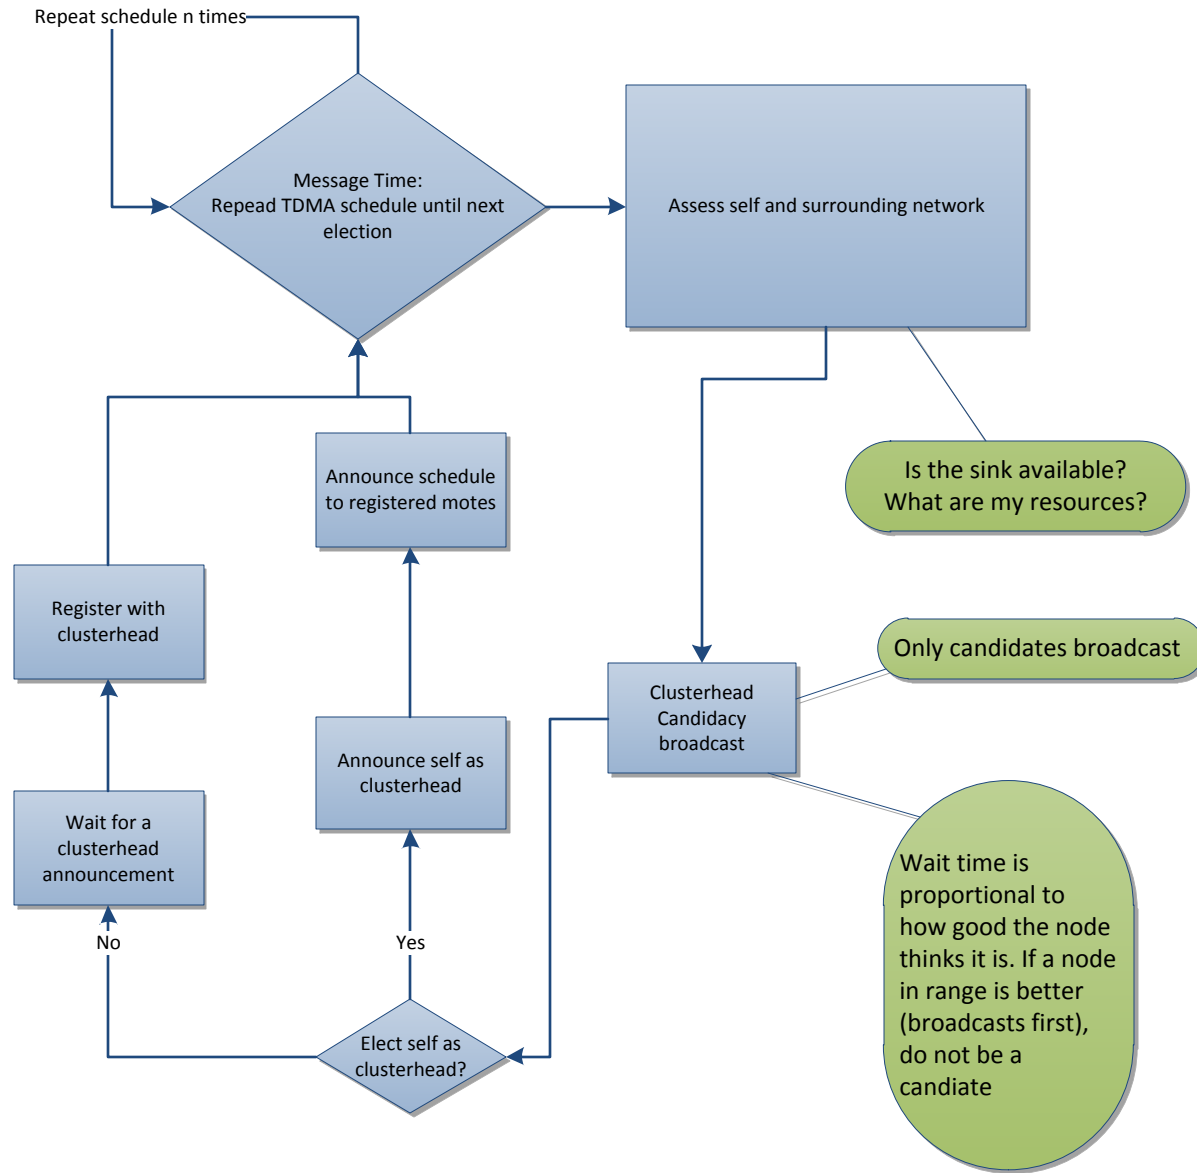 Repeat schedule n times
Message Time:
Repead TDMA schedule until next
election
Assess self and surrounding network
Is the sink available?
What are my resources?
Announce schedule
to registered motes
Register with
clusterhead
Only candidates broadcast
Clusterhead
Candidacy
broadcast
Announce self as
clusterhead
Wait for a
clusterhead
announcement
Wait time is
proportional to
how good the node
thinks it is. If a node
in range is better
(broadcasts first),
do not be a
candiate
No
Yes
Elect self as
clusterhead?